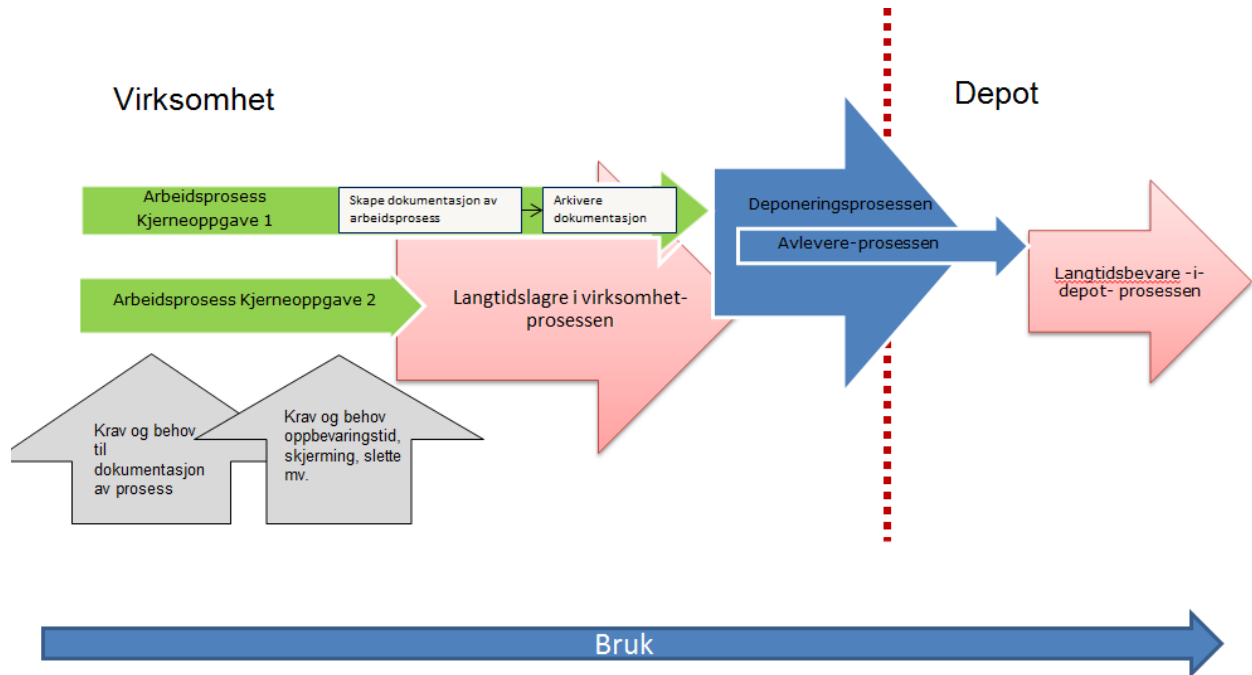 Virksomhet
Depot
Arbeidsprosess
Kjerneoppgave 1
Skape dokumentasjon av
arbeidsprosess
Arkivere
dokumentasjon
Deponeringsprosessen
Avlevere-prosessen
Arbeidsprosess Kjerneoppgave 2
Langtidslagre i virksomhet-
prosessen
Langtidsbevare -i-
depot- prosessen
Krav og behov
til
dokumentasjon
av prosess
Krav og behov
oppbevaringstid,
skjerming, slette
mv.
Bruk